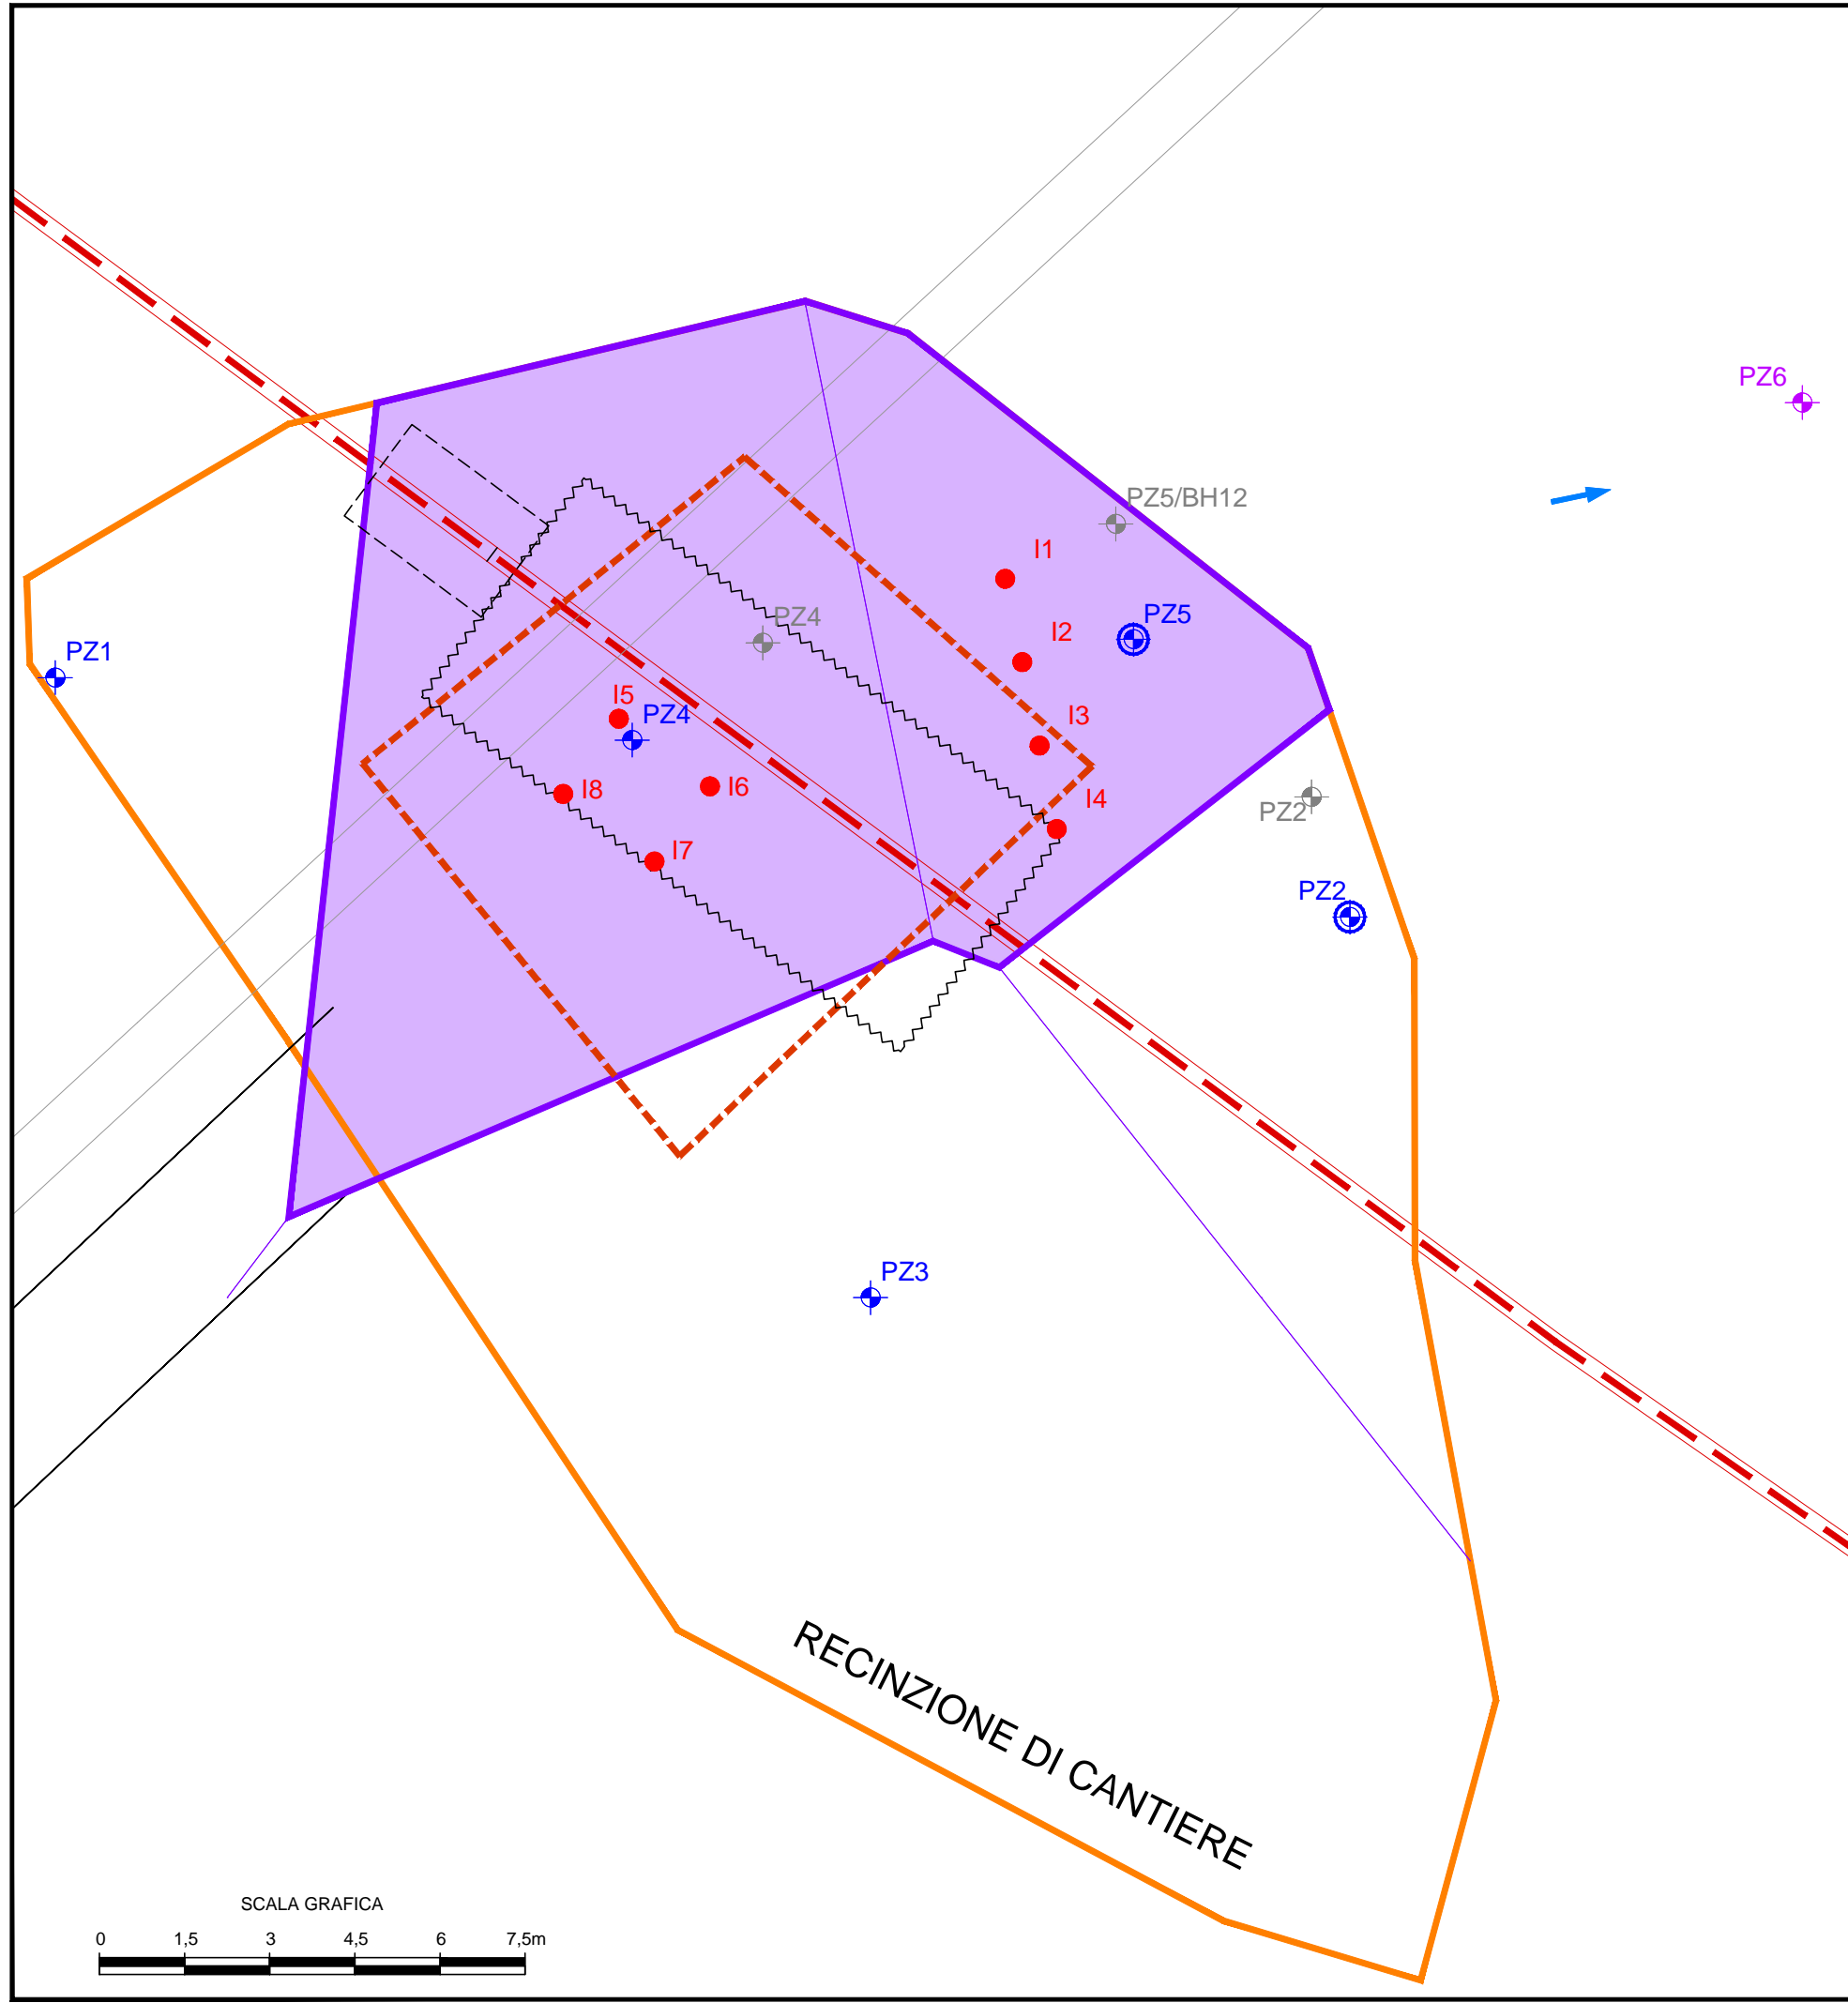 PZ6
PZ5/BH12
I1
PZ4
PZ5
I2
PZ1
I5
PZ4
I3
I6
I8
I4
PZ2
I7
PZ2
PZ3
RECINZIONE DI CANTIERE
SCALA GRAFICA
0 1,5 3 4,5 6 7,5m